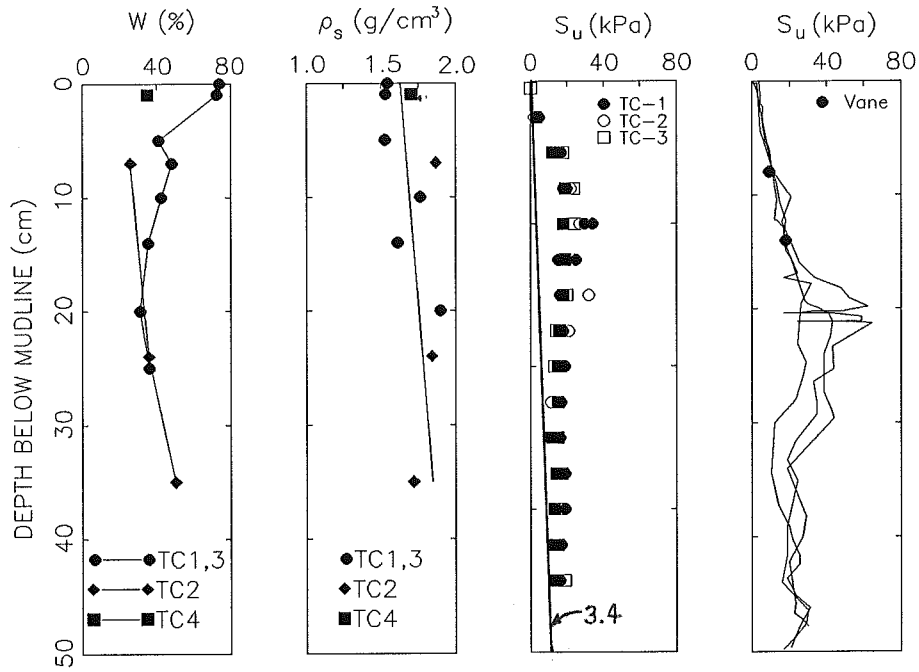 W (%)
0 40 80
ρs (g/cm³)
1.0 1.5 2.0
Su (kPa)
0 40 80
Su (kPa)
0 40 80
DEPTH BELOW MUDLINE (cm)
0
10
20
30
40
50
TC1,3
TC2
TC4
TC1,3
TC2
TC4
TC-1
TC-2
TC-3
3.4
Vane